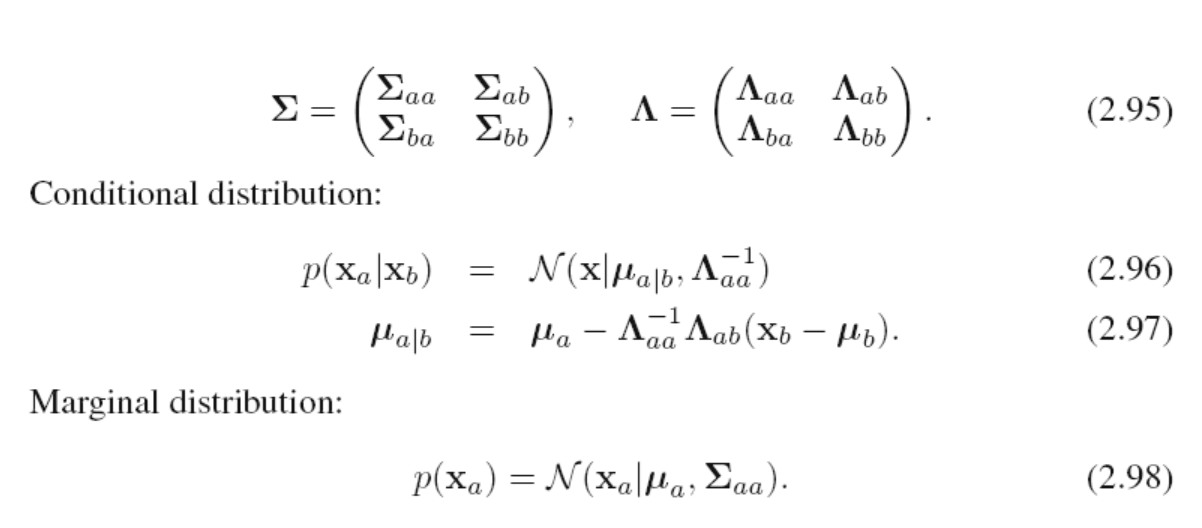 Σ = (Σaa Σab
Σba Σbb) , Λ = (Λaa Λab
Λba Λbb) . (2.95)
Conditional distribution:
p(xa|xb) = N(x|μa|b, Λaa⁻¹) (2.96)
μa|b = μa − Λaa⁻¹Λab(xb − μb). (2.97)
Marginal distribution:
p(xa) = N(xa|μa, Σaa). (2.98)